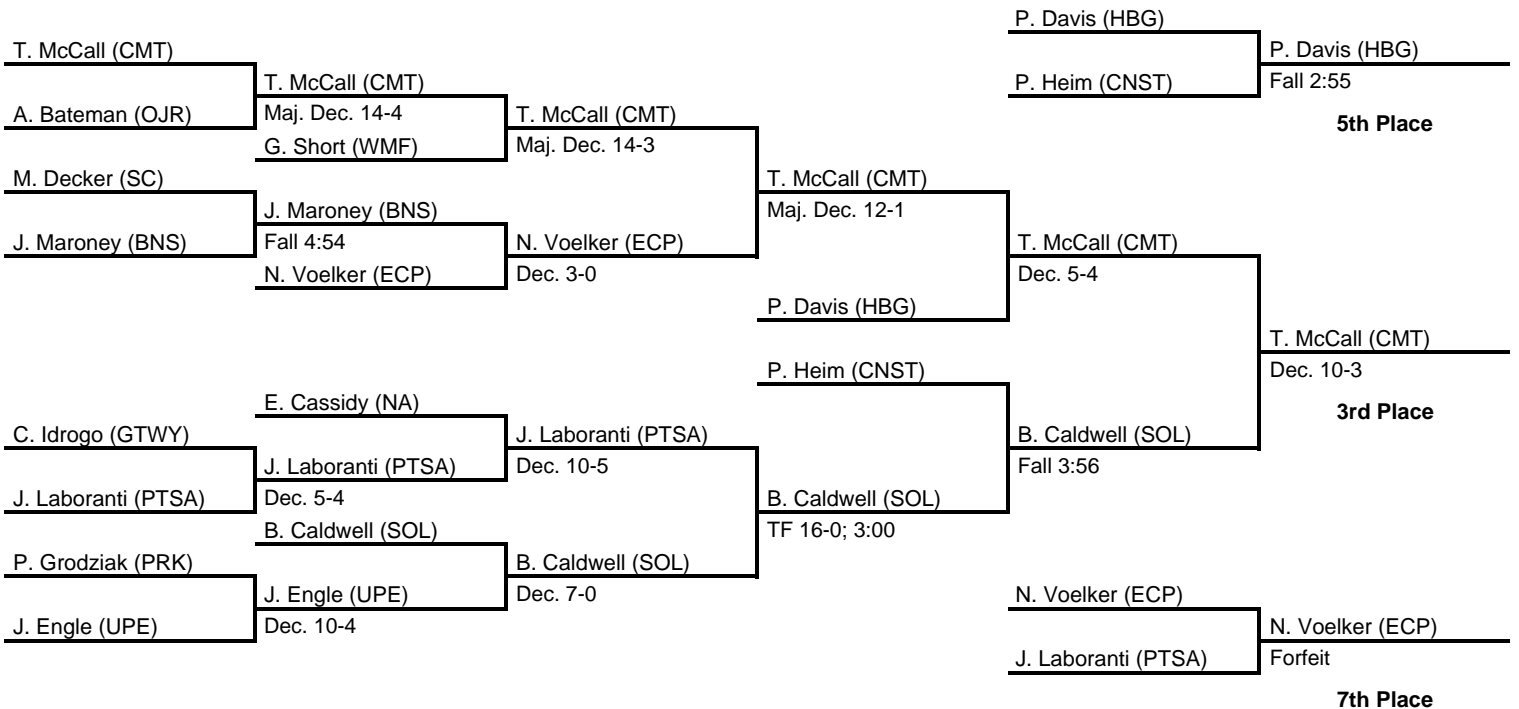 P. Davis (HBG)
P. Heim (CNST)
P. Davis (HBG)
Fall 2:55
5th Place
T. McCall (CMT)
A. Bateman (OJR)
M. Decker (SC)
J. Maroney (BNS)
T. McCall (CMT)
Maj. Dec. 14-4
G. Short (WMF)
J. Maroney (BNS)
Fall 4:54
N. Voelker (ECP)
T. McCall (CMT)
Maj. Dec. 14-3
N. Voelker (ECP)
Dec. 3-0
T. McCall (CMT)
Maj. Dec. 12-1
P. Davis (HBG)
T. McCall (CMT)
Dec. 5-4
C. Idrogo (GTWY)
J. Laboranti (PTSA)
P. Grodziak (PRK)
J. Engle (UPE)
E. Cassidy (NA)
J. Laboranti (PTSA)
Dec. 5-4
B. Caldwell (SOL)
J. Engle (UPE)
Dec. 10-4
J. Laboranti (PTSA)
Dec. 10-5
B. Caldwell (SOL)
Dec. 7-0
P. Heim (CNST)
B. Caldwell (SOL)
TF 16-0; 3:00
B. Caldwell (SOL)
Fall 3:56
T. McCall (CMT)
Dec. 10-3
3rd Place
N. Voelker (ECP)
J. Laboranti (PTSA)
N. Voelker (ECP)
Forfeit
7th Place